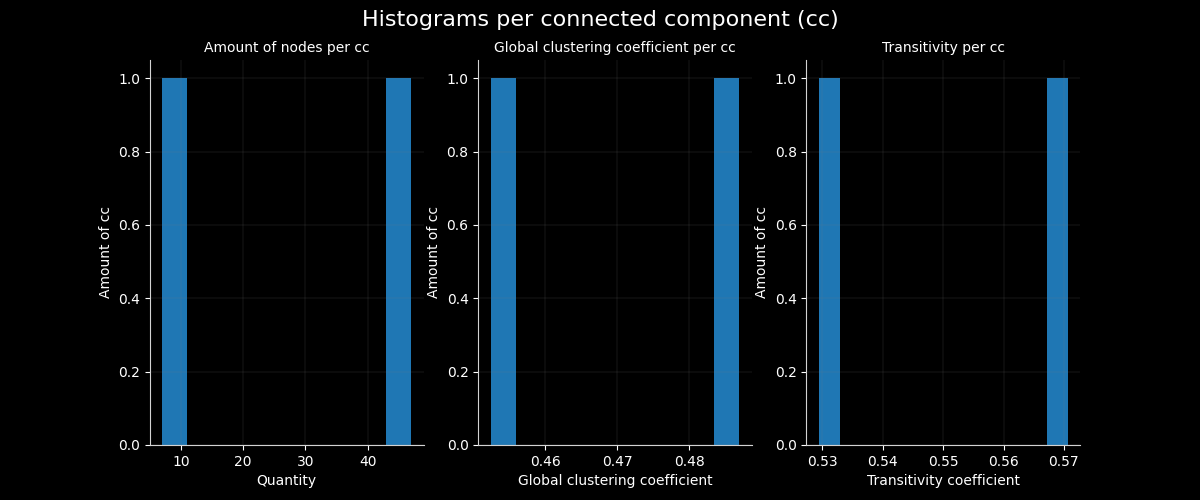 Histograms per connected component (cc)
Amount of nodes per cc
Amount of cc
1.0
0.8
0.6
0.4
0.2
0.0
10 20 30 40
Quantity
Global clustering coefficient per cc
Amount of cc
1.0
0.8
0.6
0.4
0.2
0.0
0.46 0.47 0.48
Global clustering coefficient
Transitivity per cc
Amount of cc
1.0
0.8
0.6
0.4
0.2
0.0
0.53 0.54 0.55 0.56 0.57
Transitivity coefficient